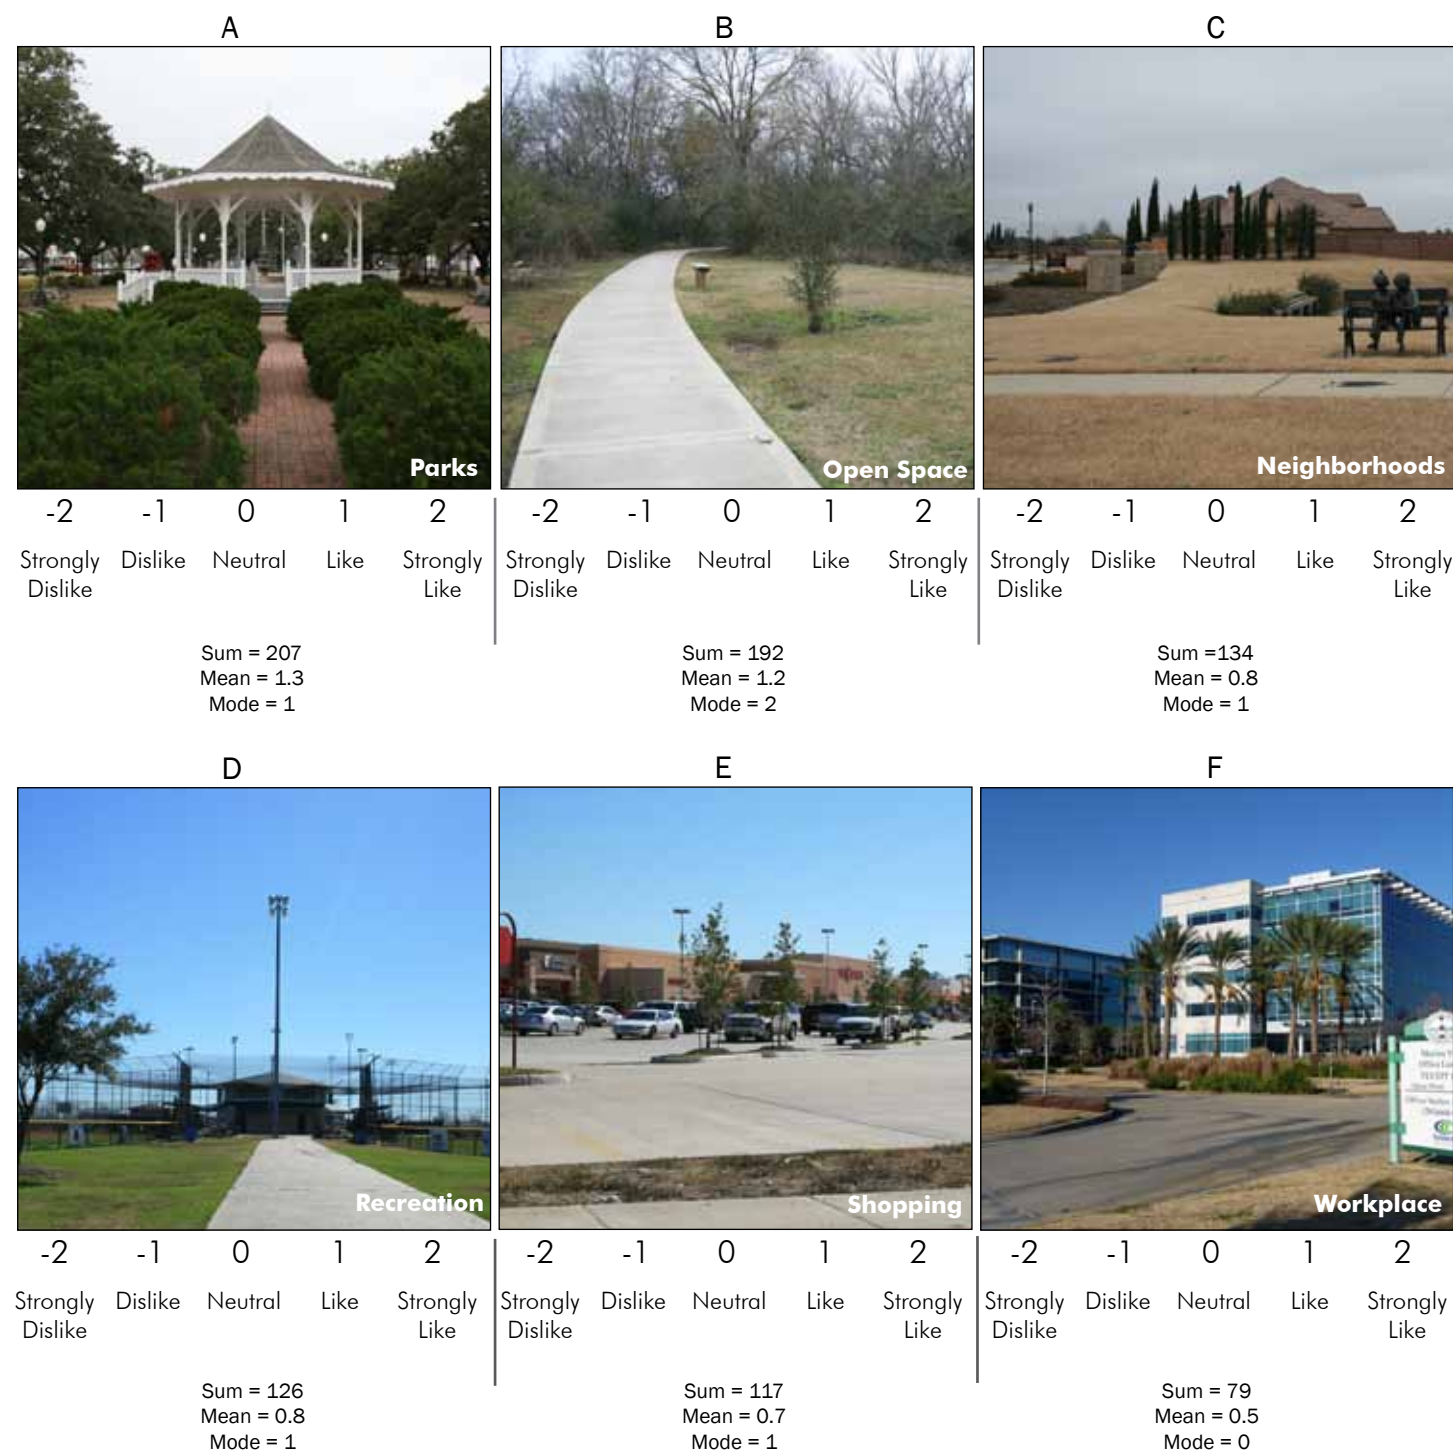 A B C
Parks
Open Space
Neighborhoods
-2 -1 0 1 2 -2 -1 0 1 2 -2 -1 0 1 2
Strongly Dislike Neutral Like Strongly Strongly Dislike Neutral Like Strongly Strongly Dislike Neutral Like Strongly
Dislike Like Dislike Like Dislike Like
Sum = 207
Mean = 1.3
Mode = 1
Sum = 192
Mean = 1.2
Mode = 2
Sum =134
Mean = 0.8
Mode = 1
D E F
Recreation
Shopping
Workplace
-2 -1 0 1 2 -2 -1 0 1 2 -2 -1 0 1 2
Strongly Dislike Neutral Like Strongly Strongly Dislike Neutral Like Strongly Strongly Dislike Neutral Like Strongly
Dislike Like Dislike Like Dislike Like
Sum = 126
Mean = 0.8
Mode = 1
Sum = 117
Mean = 0.7
Mode = 1
Sum = 79
Mean = 0.5
Mode = 0